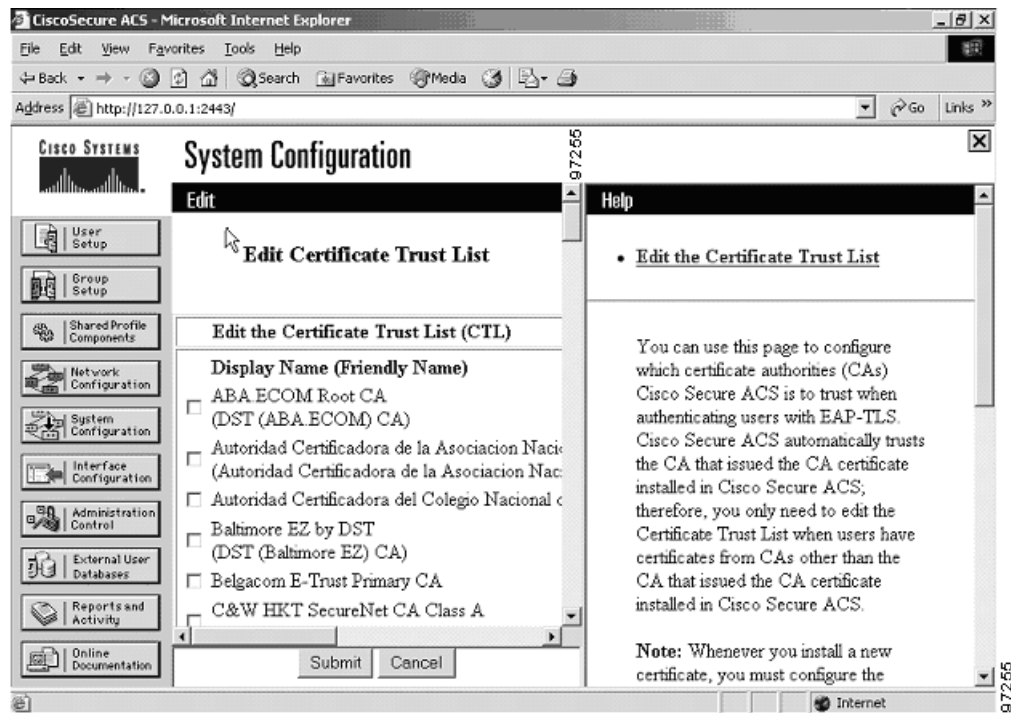 CiscoSecure ACS - Microsoft Internet Explorer
File Edit View Favorites Tools Help
Back Search Favorites Media
Address http://127.0.0.1:2443/ Go Links »
CISCO SYSTEMS
System Configuration
97255
User
Setup
Group
Setup
Shared Profile
Components
Network
Configuration
System
Configuration
Interface
Configuration
Administration
Control
External User
Databases
Reports and
Activity
Online
Documentation
Edit
Edit Certificate Trust List
Edit the Certificate Trust List (CTL)
Display Name (Friendly Name)
ABA.ECOM Root CA
(DST (ABA.ECOM) CA)
Autoridad Certificadora de la Asociacion
(Autoridad Certificadora de la Asociacion
Autoridad Certificadora del Colegio Nacional
Baltimore EZ by DST
(DST (Baltimore EZ) CA)
Belgacom E-Trust Primary CA
C&W HKT SecureNet CA Class A
Submit Cancel
Help
• Edit the Certificate Trust List
You can use this page to configure
which certificate authorities (CAs)
Cisco Secure ACS is to trust when
authenticating users with EAP-TLS.
Cisco Secure ACS automatically trusts
the CA that issued the CA certificate
installed in Cisco Secure ACS;
therefore, you only need to edit the
Certificate Trust List when users have
certificates from CAs other than the
CA that issued the CA certificate
installed in Cisco Secure ACS.
Note: Whenever you install a new
certificate, you must configure the
Internet
97255